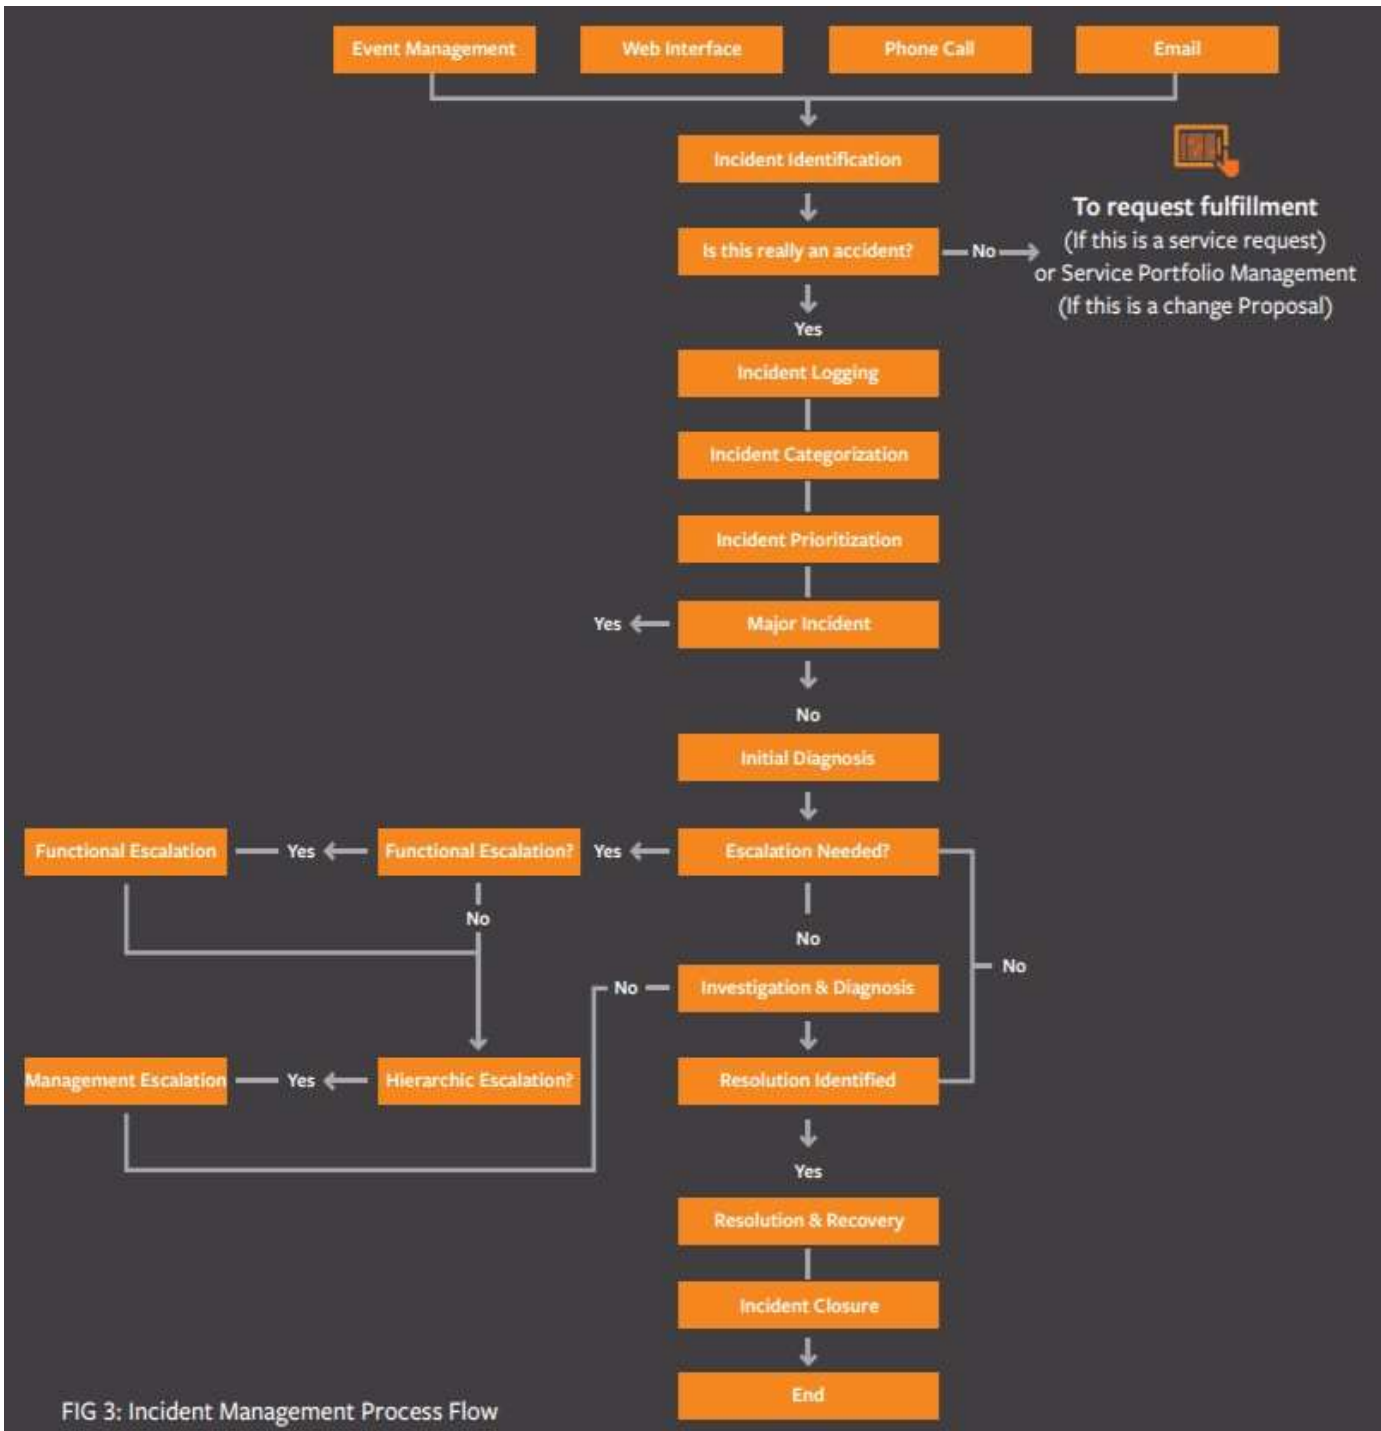 Event Management
Web Interface
Phone Call
Email
Incident Identification
To request fulfillment
(If this is a service request)
or Service Portfolio Management
(If this is a change Proposal)
Is this really an accident?
No
Yes
Incident Logging
Incident Categorization
Incident Prioritization
Major Incident
Yes
No
Initial Diagnosis
Escalation Needed?
Yes
Functional Escalation?
Yes
Functional Escalation
No
No
No
Investigation & Diagnosis
No
Hierarchic Escalation?
Yes
Management Escalation
Resolution Identified
Yes
Resolution & Recovery
Incident Closure
End
FIG 3: Incident Management Process Flow